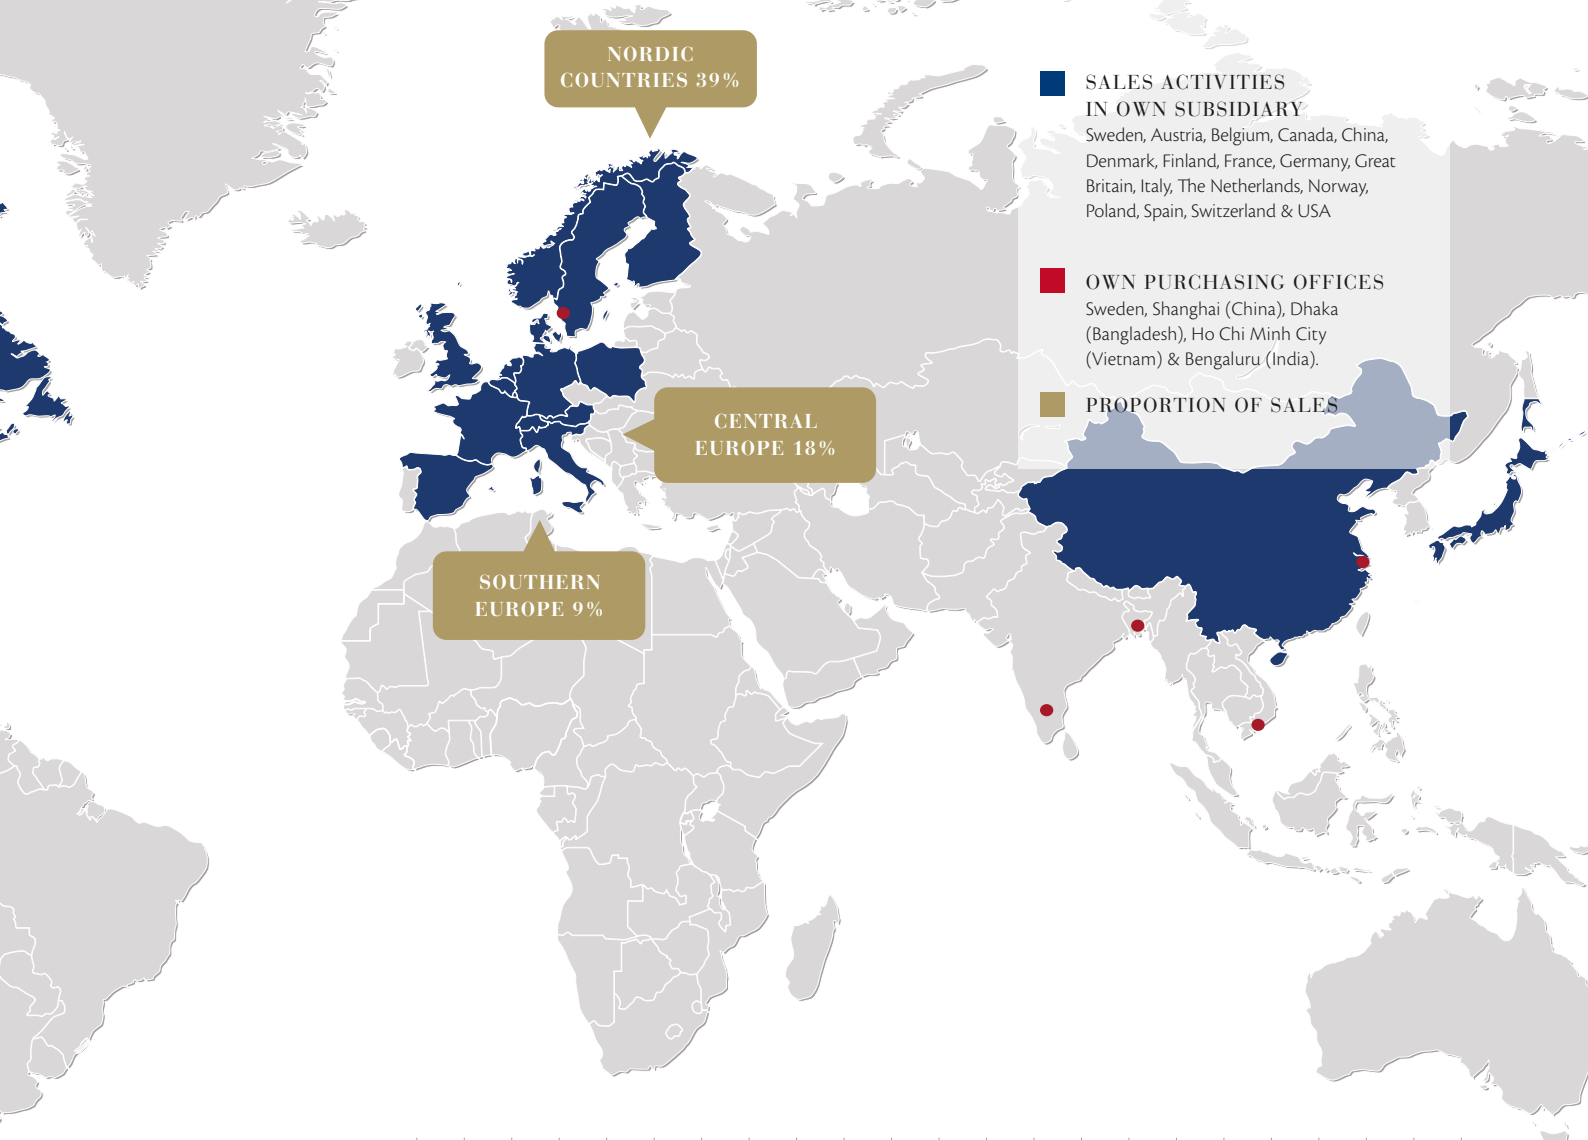 NORDIC
COUNTRIES 39%
SALES ACTIVITIES
IN OWN SUBSIDIARY
Sweden, Austria, Belgium, Canada, China,
Denmark, Finland, France, Germany, Great
Britain, Italy, The Netherlands, Norway,
Poland, Spain, Switzerland & USA
OWN PURCHASING OFFICES
Sweden, Shanghai (China), Dhaka
(Bangladesh), Ho Chi Minh City
(Vietnam) & Bengaluru (India).
PROPORTION OF SALES
CENTRAL
EUROPE 18%
SOUTHERN
EUROPE 9%